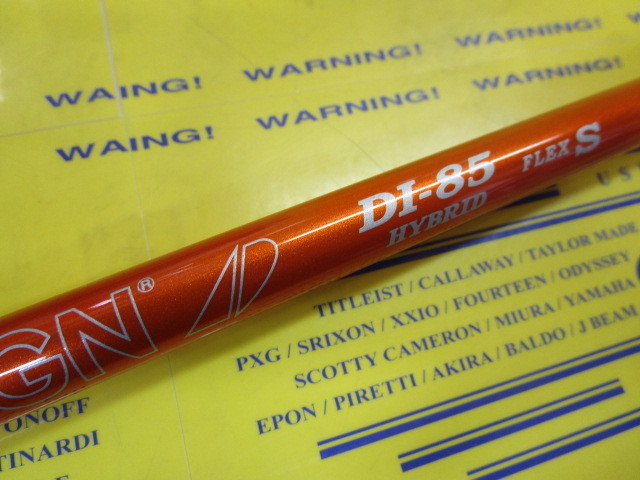 WAING! WARNING! WARNING!
WAING! WARNING! WARNING!
DI-85 FLEX S
HYBRID
GN®
UST
TITLEIST / CALLAWAY / TAYLOR MADE
PXG / SRIXON / XXIO / FOURTEEN / ODYSSEY
SCOTTY CAMERON / MIURA / YAMAHA
EPON / PIRETTI / AKIRA / BALDO / J BEAM
ONOFF
TINARDI